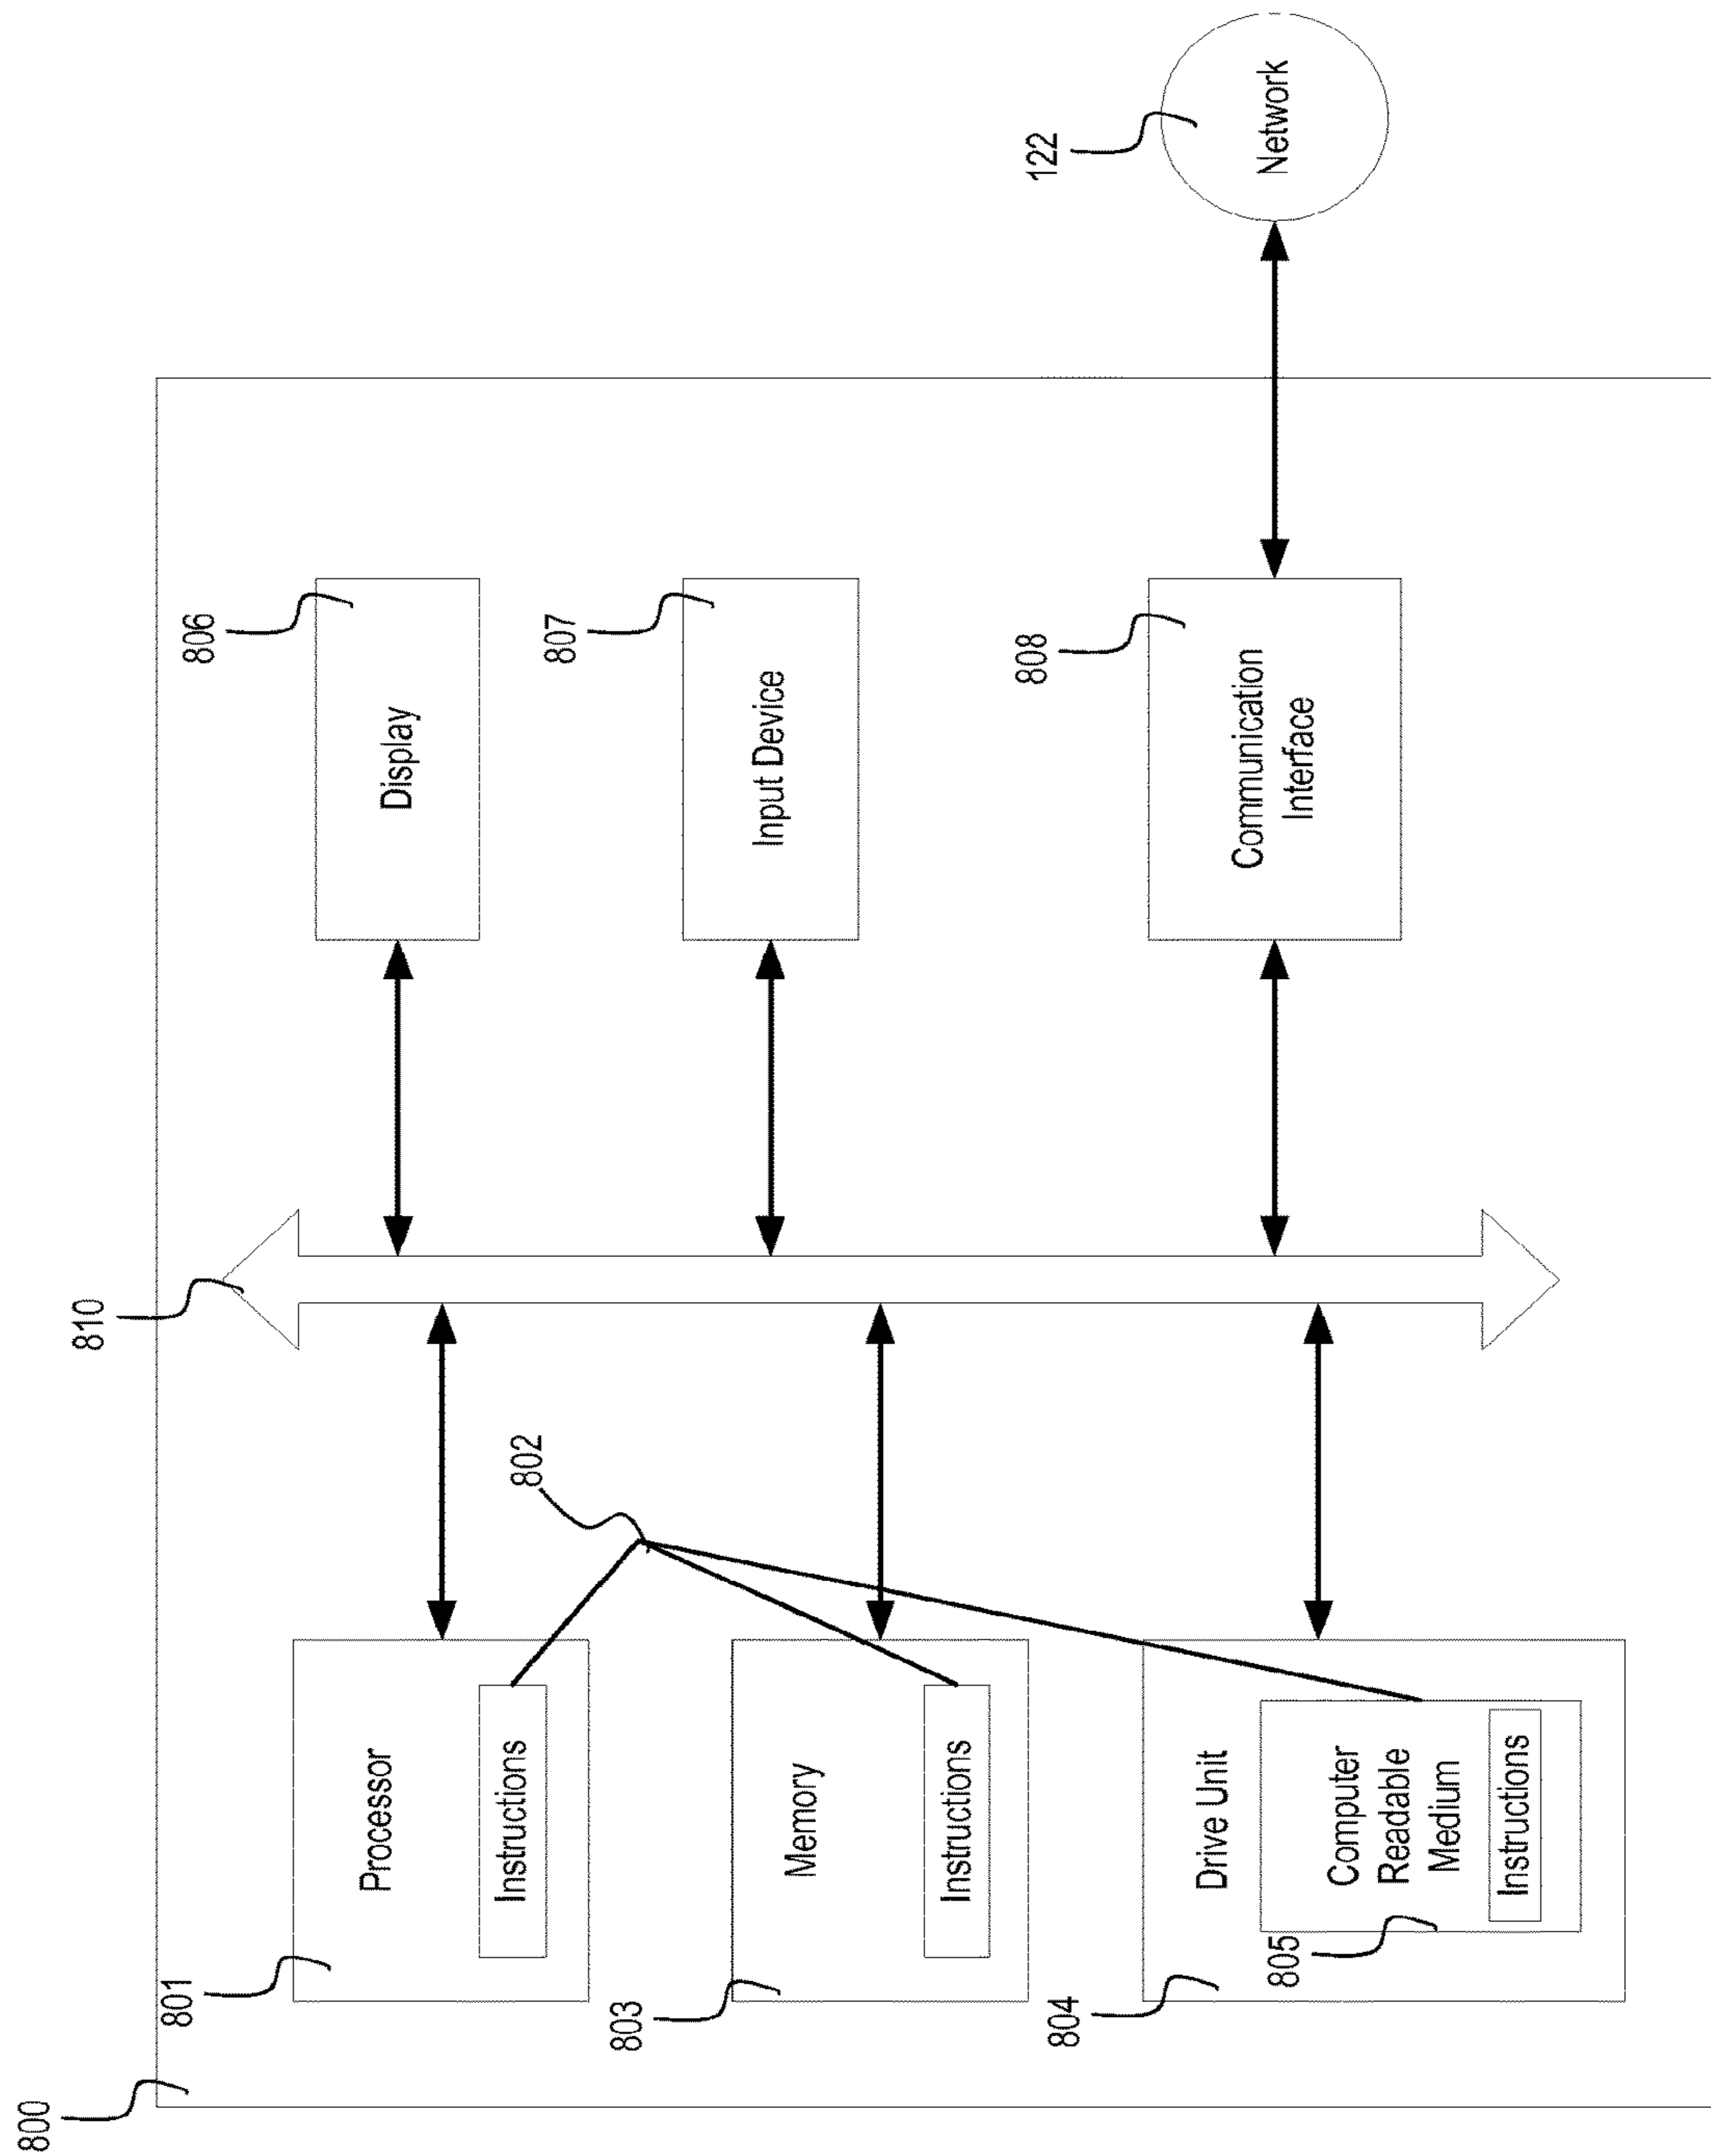 800
801
Processor
Instructions
802
803
Memory
Instructions
804
Drive Unit
805
Computer
Readable
Medium
Instructions
810
806
Display
807
Input Device
808
Communication
Interface
122
Network